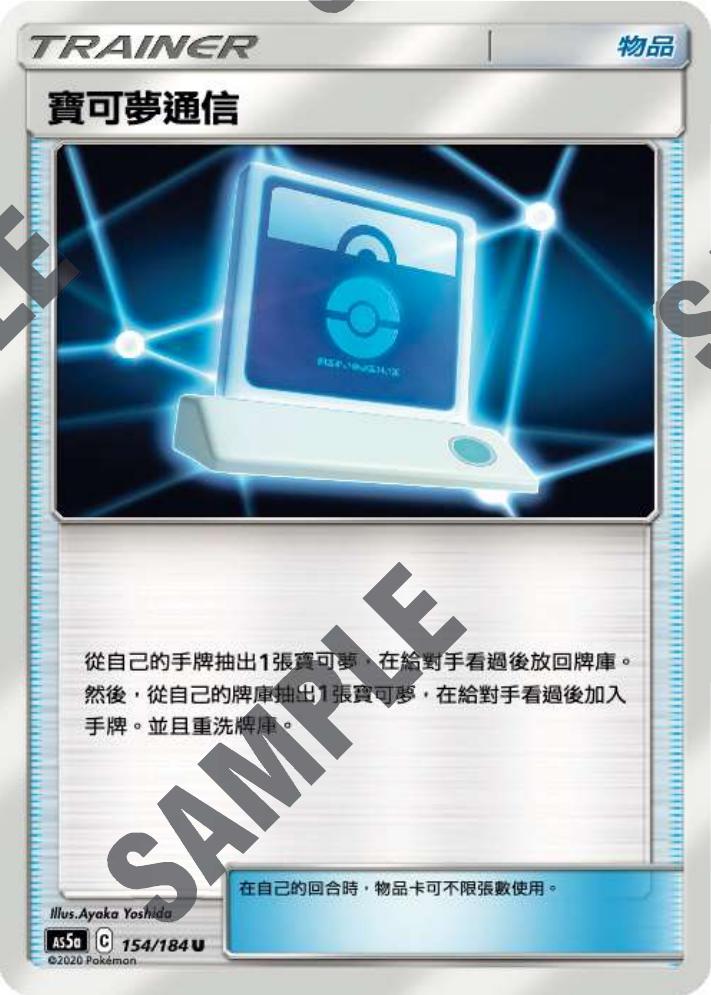 TRAINER
物品
寶可夢通信
從自己的手牌抽出1張寶可夢,在給對手看過後放回牌庫。
然後,從自己的牌庫抽出1張寶可夢,在給對手看過後加入
手牌。並且重洗牌庫。
SAMPLE
在自己的回合時,物品卡可不限張數使用。
Illus.Ayaka Yoshida
AS5a C 154/184 U
©2020 Pokémon